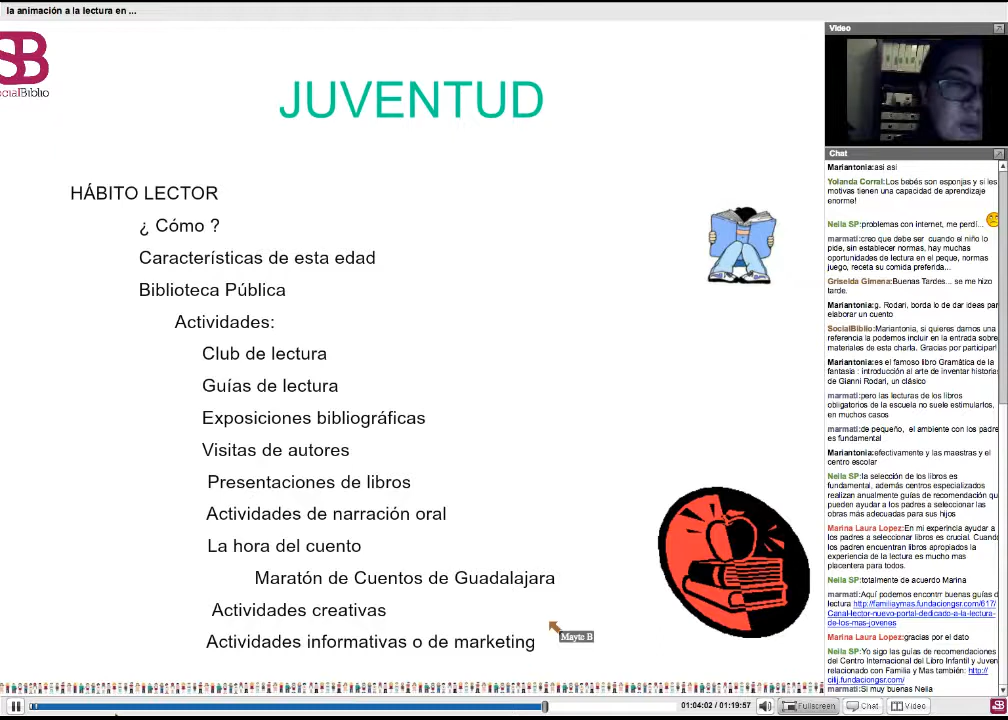 la animación a la lectura en ...
SB
SocialBiblio
JUVENTUD
HÁBITO LECTOR
¿ Cómo ?
Características de esta edad
Biblioteca Pública
Actividades:
Club de lectura
Guías de lectura
Exposiciones bibliográficas
Visitas de autores
Presentaciones de libros
Actividades de narración oral
La hora del cuento
Maratón de Cuentos de Guadalajara
Actividades creativas
Actividades informativas o de marketing
Mayte B
Video
Chat
Mariantonia:asi asi
Yolanda Corral:Los bebés son esponjas y si les
motivas tienen una capacidad de aprendizaje
enorme!
Neila SP:problemas con internet, me perdí...
marmati:creo que debe ser cuando el niño lo
pide, sin establecer normas, hay muchas
oportunidades de lectura en el peque, normas
juego, receta su comida preferida...
Griselda Gimena:Buenas Tardes... se me hizo
tarde.
Mariantonia:g. Rodari, borda lo de dar ideas para
elaborar un cuento
SocialBiblio:Mariantonia, si quieres darnos una
referencia la podemos incluir en la entrada sobre
materiales de esta charla. Gracias por participar!
Mariantonia:es el famoso libro Gramática de la
fantasia : introducción al arte de inventar historias
de Gianni Rodari, un clásico
marmati:pero las lecturas de los libros
obligatorios de la escuela no suele estimularlos,
en muchos casos
marmati:de pequeño, el ambiente con los padre
es fundamental
Mariantonia:efectivamente y las maestras y el
centro escolar
Neila SP:la selección de los libros es
fundamental, además centros especializados
realizan anualmente guías de recomendación qu
pueden ayudar a los padres a seleccionar las
obras más adecuadas para sus hijos
Marina Laura Lopez:En mi experincia ayudar a
los padres a seleccionar libros es crucial. Cuand
los padren encuentran libros apropiados la
experiencia de la lectura es mucho mas
placentera para todos.
Neila SP:totalmente de acuerdo Marina
marmati:Aquí podemos encontrr buenas guías d
lectura http://familiaymas.fundaciongsr.com/617/
Canal-lector-nuevo-portal-dedicado-a-la-lectura-
de-los-mas-jovenes
Marina Laura Lopez:gracias por el dato
Neila SP:Yo sigo las guías de recomendaciones
del Centro Internacional del Libro Infantil y Juven
relacionado con Familia y Mas también: http://
cilij.fundaciongsr.com/
marmati:Si muy buenas Neila
01:04:02 / 01:19:57
Fullscreen
Chat
Video
SB